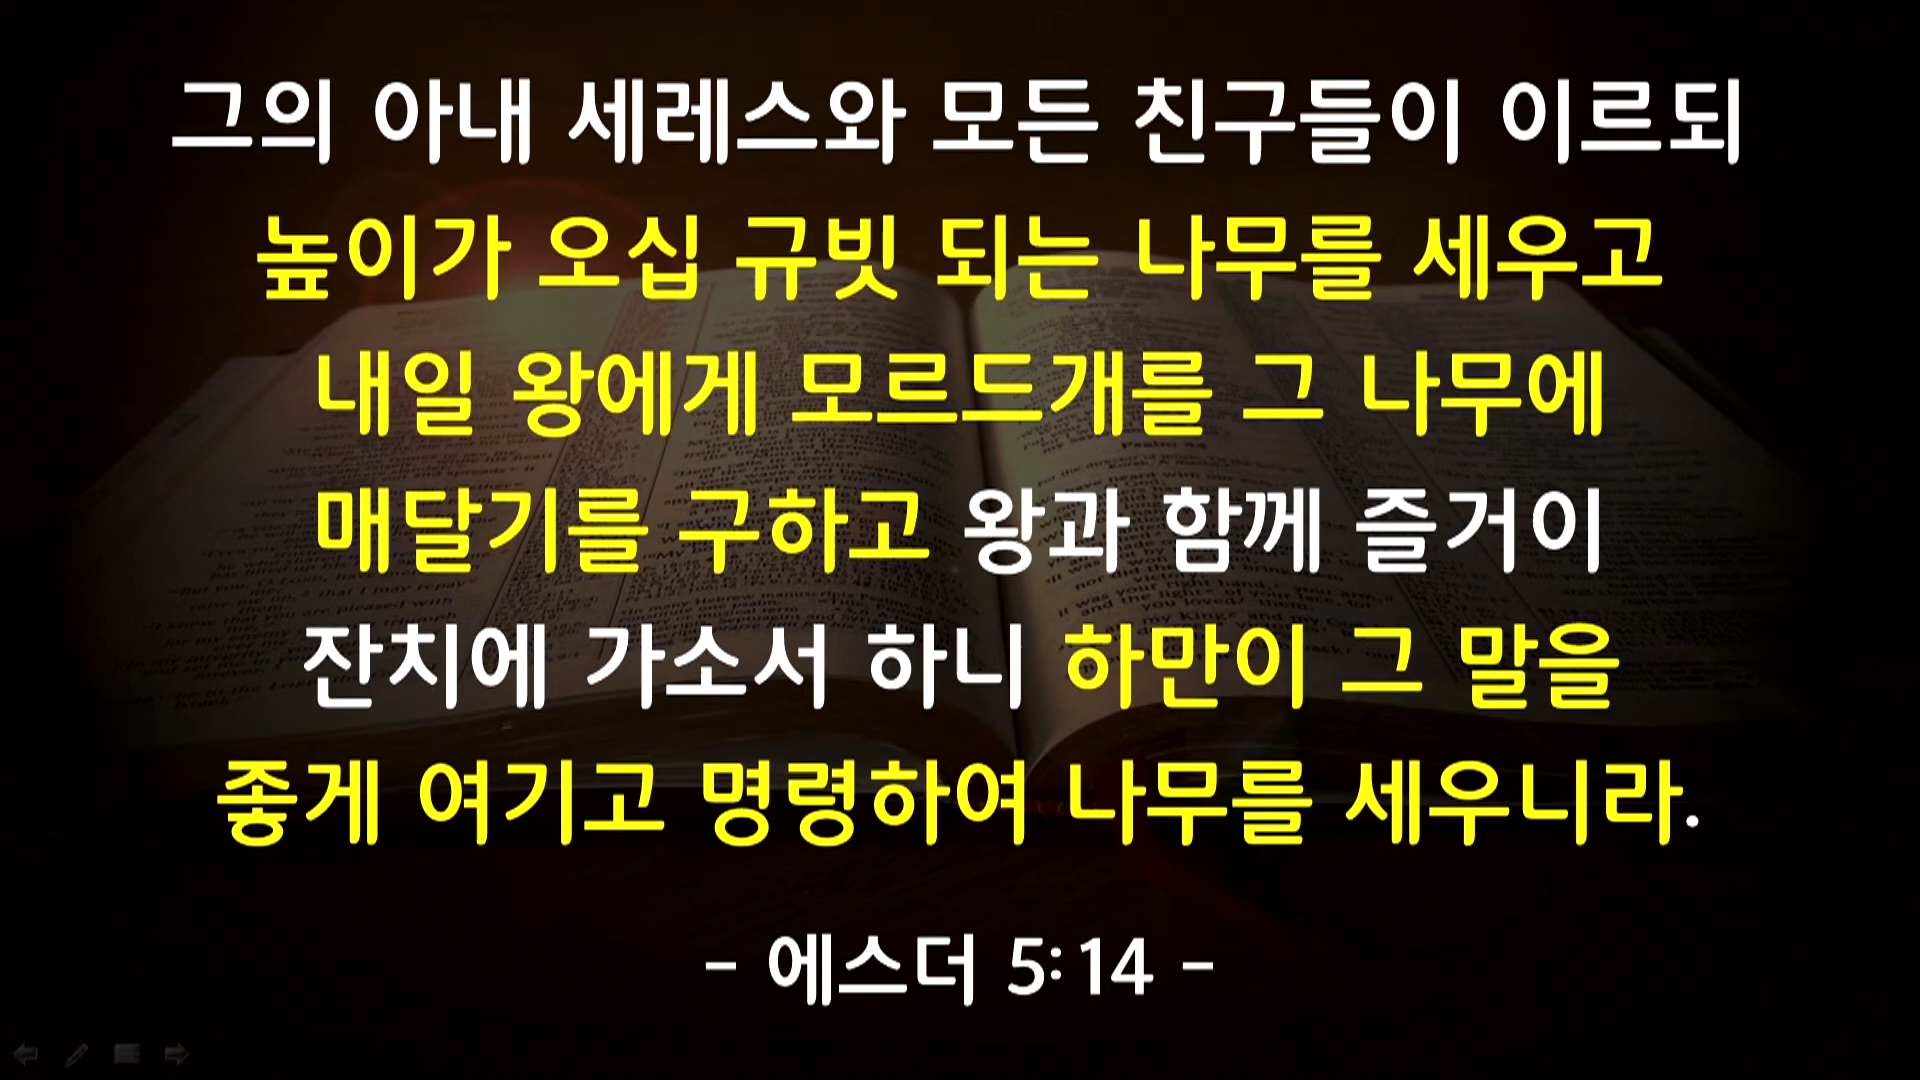 그의 아내 세레스와 모든 친구들이 이르되
높이가 오십 규빗 되는 나무를 세우고
내일 왕에게 모르드개를 그 나무에
매달기를 구하고 왕과 함께 즐거이
잔치에 가소서 하니 하만이 그 말을
좋게 여기고 명령하여 나무를 세우니라.
- 에스더 5:14 -